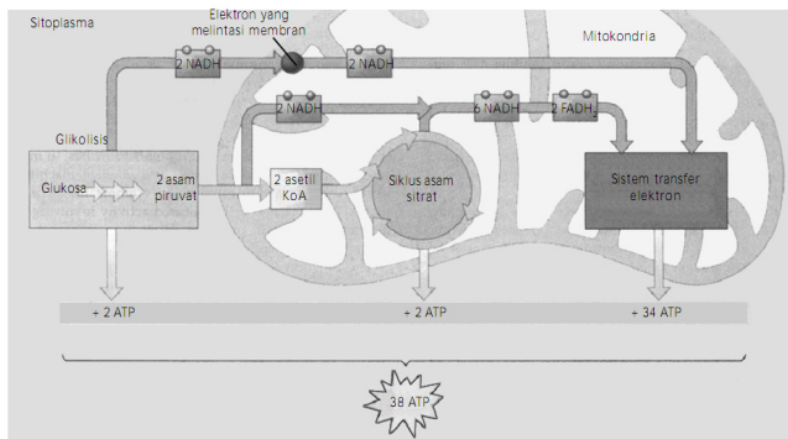 Sitoplasma
Elektron yang
melintasi membran
Mitokondria
2 NADH
2 NADH
2 NADH
6 NADH
2 FADH₂
Glikolisis
Glukosa
2 asam
piruvat
2 asetil
KoA
Siklus asam
sitrat
Sistem transfer
elektron
+ 2 ATP
+ 2 ATP
+ 34 ATP
38 ATP